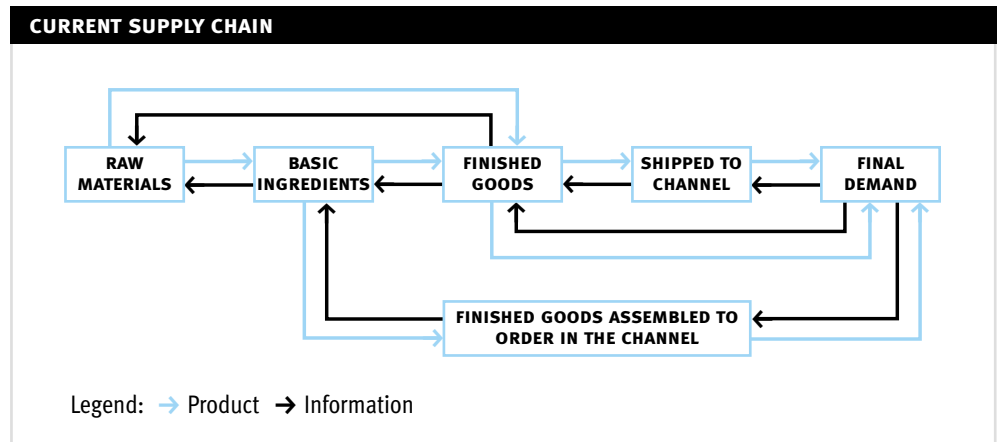 CURRENT SUPPLY CHAIN
RAW
MATERIALS
BASIC
INGREDIENTS
FINISHED
GOODS
SHIPPED TO
CHANNEL
FINAL
DEMAND
FINISHED GOODS ASSEMBLED TO
ORDER IN THE CHANNEL
Legend: → Product → Information